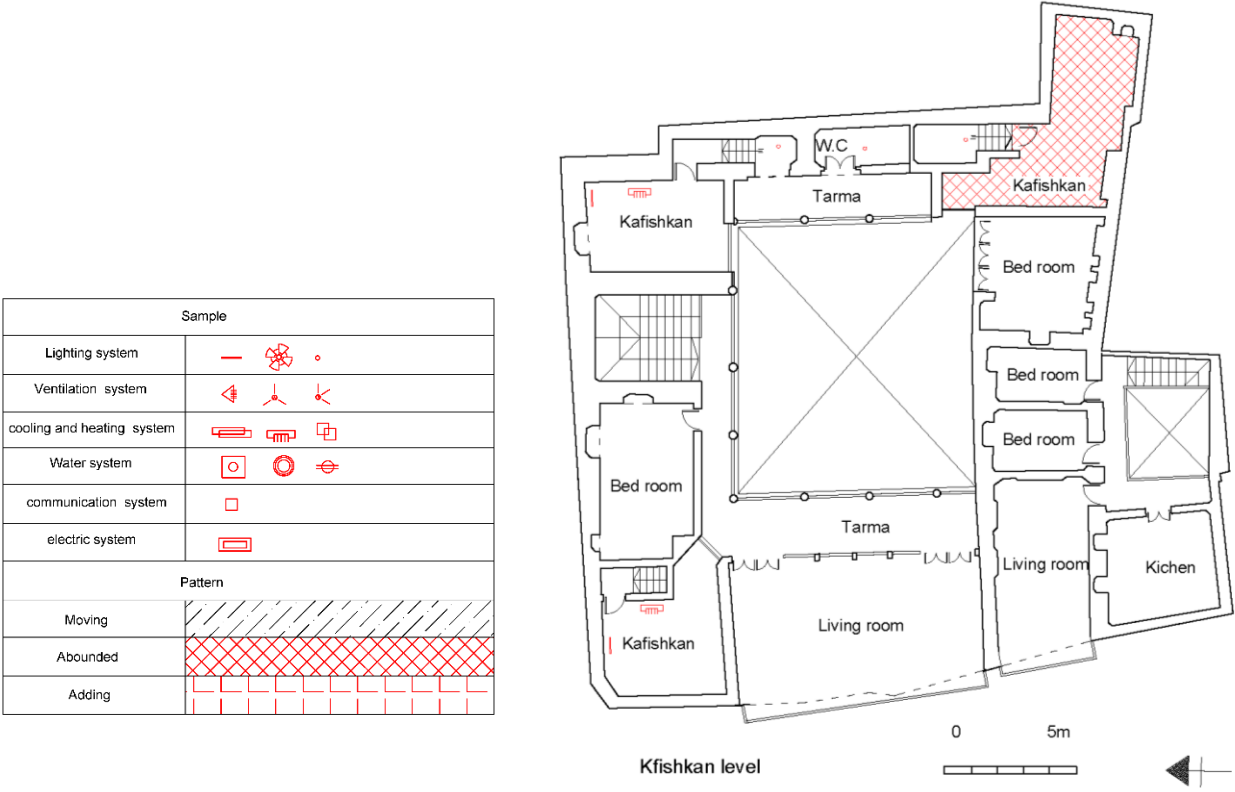 Sample
Lighting system
Ventilation system
cooling and heating system
Water system
communication system
electric system
Pattern
Moving
Abounded
Adding
W.C
Tarma
Kafishkan
Kafishkan
Bed room
Bed room
Bed room
Bed room
Tarma
Living room
Kichen
Living room
Kafishkan
0 5m
Kfishkan level